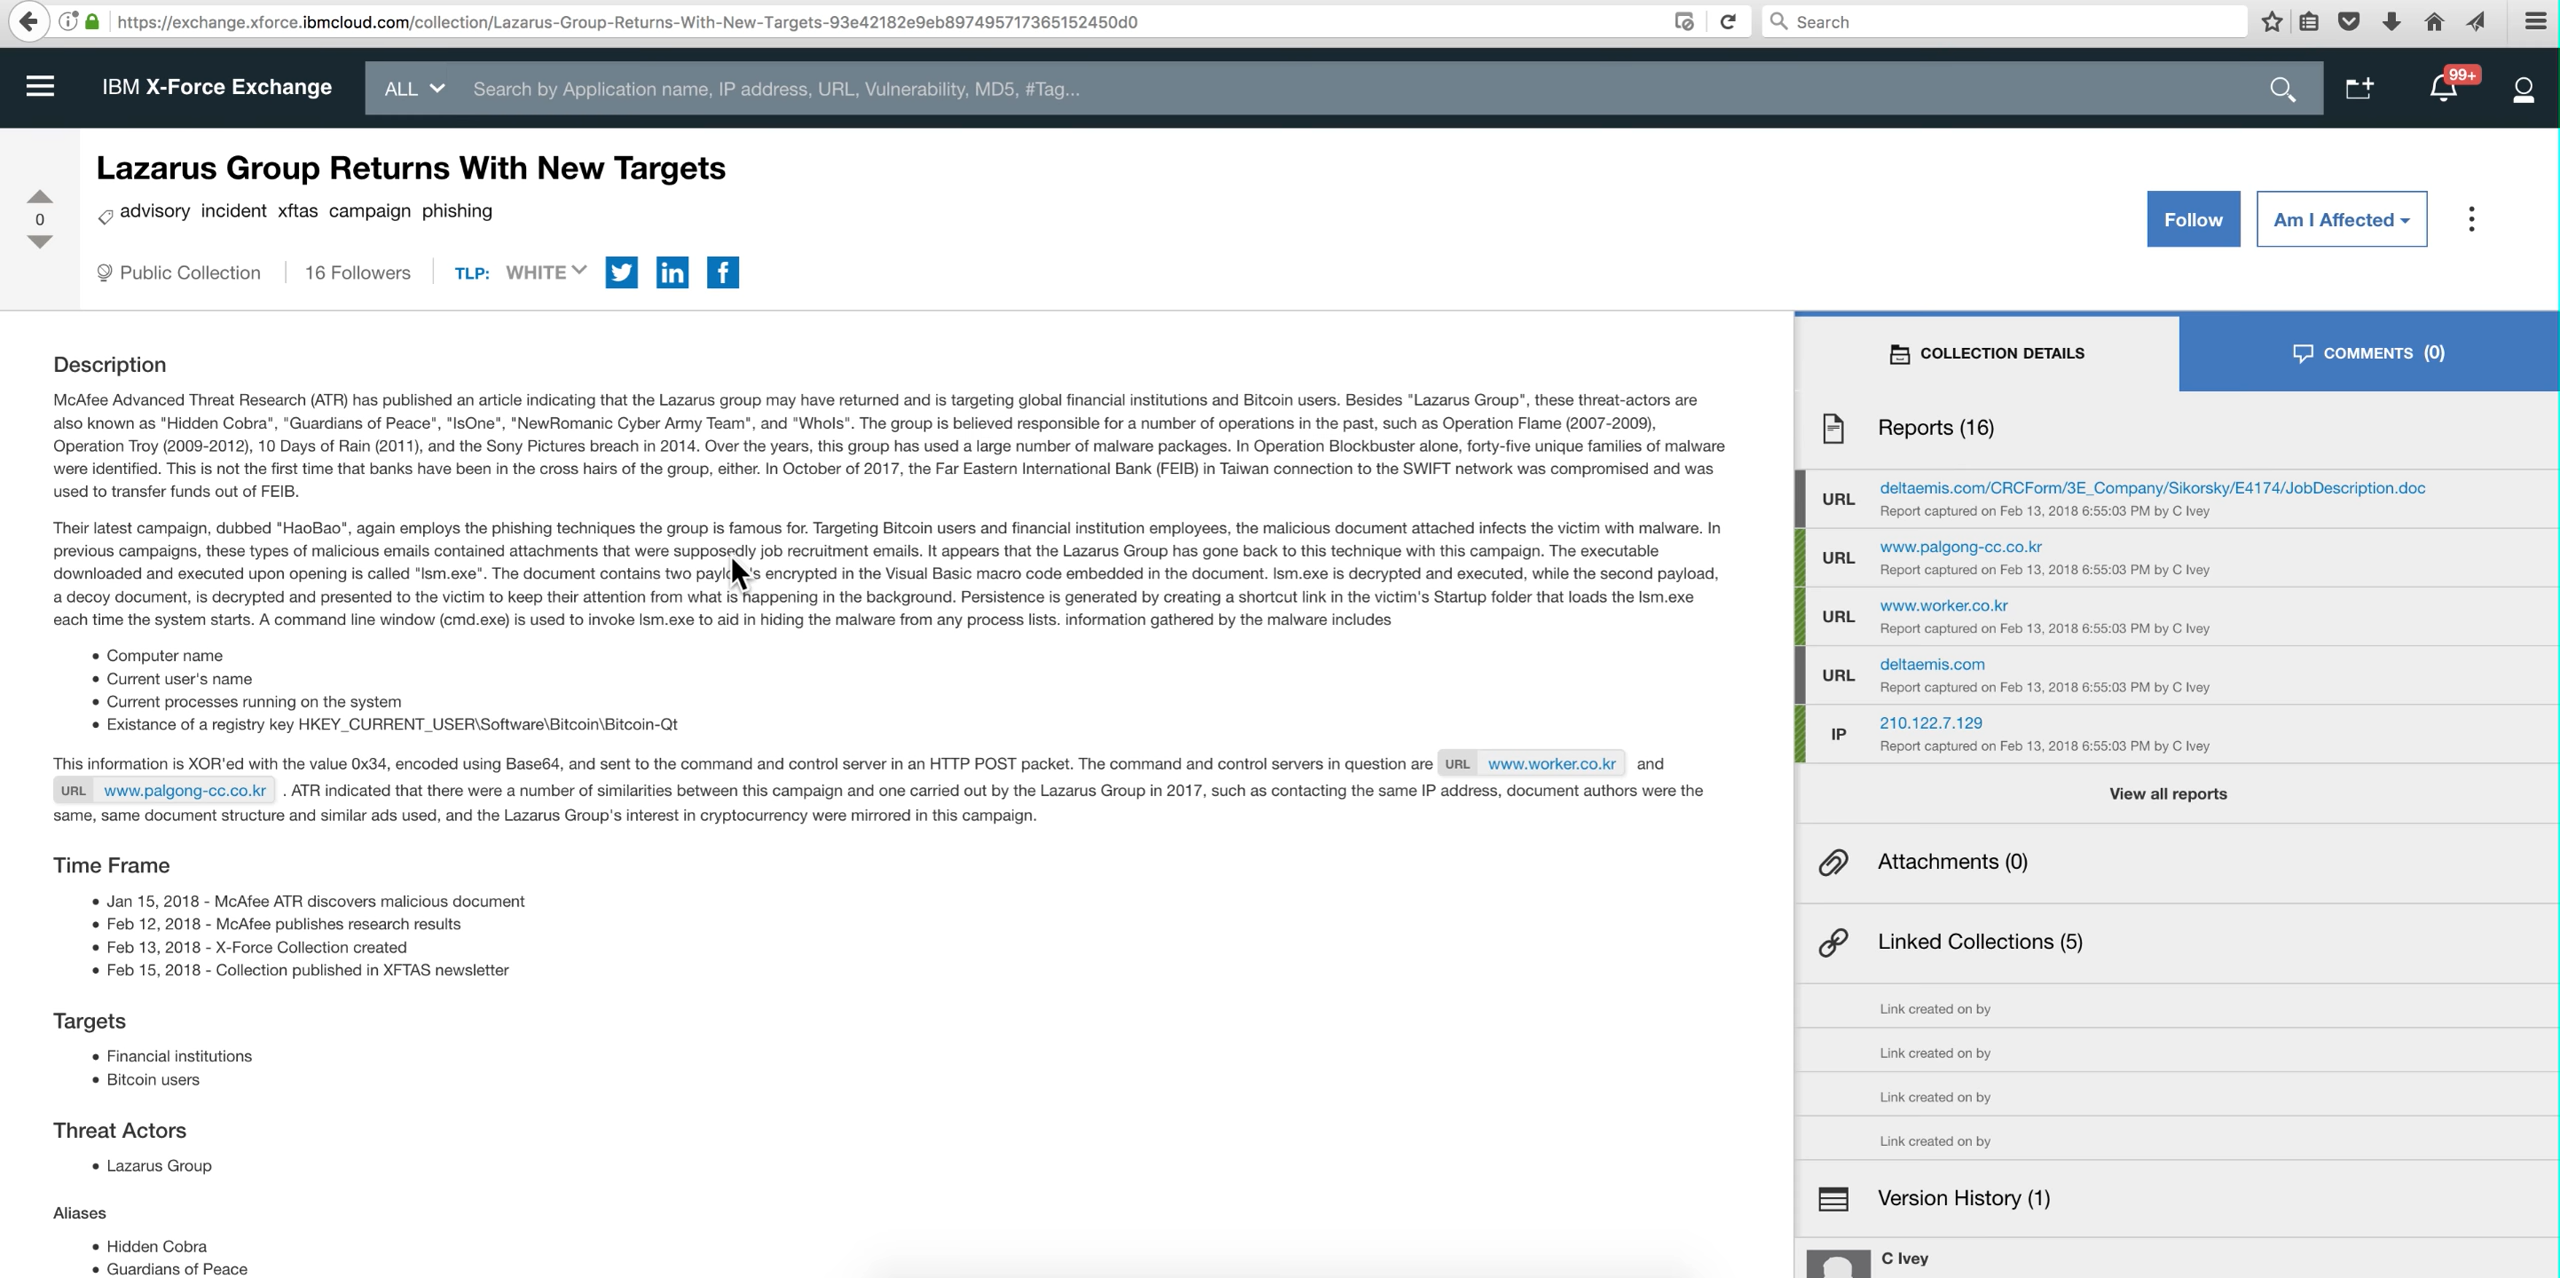 https://exchange.xforce.ibmcloud.com/collection/Lazarus-Group-Returns-With-New-Targets-93e42182e9eb897495717365152450d0
Search
IBM X-Force Exchange
ALL
Search by Application name, IP address, URL, Vulnerability, MD5, #Tag...
99+
Lazarus Group Returns With New Targets
0
advisory incident xftas campaign phishing
Follow
Am I Affected
Public Collection
16 Followers
TLP: WHITE
Description
McAfee Advanced Threat Research (ATR) has published an article indicating that the Lazarus group may have returned and is targeting global financial institutions and Bitcoin users. Besides "Lazarus Group", these threat-actors are
also known as "Hidden Cobra", "Guardians of Peace", "IsOne", "NewRomanic Cyber Army Team", and "WhoIs". The group is believed responsible for a number of operations in the past, such as Operation Flame (2007-2009),
Operation Troy (2009-2012), 10 Days of Rain (2011), and the Sony Pictures breach in 2014. Over the years, this group has used a large number of malware packages. In Operation Blockbuster alone, forty-five unique families of malware
were identified. This is not the first time that banks have been in the cross hairs of the group, either. In October of 2017, the Far Eastern International Bank (FEIB) in Taiwan connection to the SWIFT network was compromised and was
used to transfer funds out of FEIB.
Their latest campaign, dubbed "HaoBao", again employs the phishing techniques the group is famous for. Targeting Bitcoin users and financial institution employees, the malicious document attached infects the victim with malware. In
previous campaigns, these types of malicious emails contained attachments that were supposedly job recruitment emails. It appears that the Lazarus Group has gone back to this technique with this campaign. The executable
downloaded and executed upon opening is called "lsm.exe". The document contains two encrypted in the Visual Basic macro code embedded in the document. lsm.exe is decrypted and executed, while the second payload,
a decoy document, is decrypted and presented to the victim to keep their attention from what is happening in the background. Persistence is generated by creating a shortcut link in the victim's Startup folder that loads the lsm.exe
each time the system starts. A command line window (cmd.exe) is used to invoke lsm.exe to aid in hiding the malware from any process lists. information gathered by the malware includes
• Computer name
• Current user's name
• Current processes running on the system
• Existance of a registry key HKEY_CURRENT_USER\Software\Bitcoin\Bitcoin-Qt
This information is XOR'ed with the value 0x34, encoded using Base64, and sent to the command and control server in an HTTP POST packet. The command and control servers in question are URL www.worker.co.kr and
URL www.palgong-cc.co.kr . ATR indicated that there were a number of similarities between this campaign and one carried out by the Lazarus Group in 2017, such as contacting the same IP address, document authors were the
same, same document structure and similar ads used, and the Lazarus Group's interest in cryptocurrency were mirrored in this campaign.
Time Frame
• Jan 15, 2018 - McAfee ATR discovers malicious document
• Feb 12, 2018 - McAfee publishes research results
• Feb 13, 2018 - X-Force Collection created
• Feb 15, 2018 - Collection published in XFTAS newsletter
Targets
• Financial institutions
• Bitcoin users
Threat Actors
• Lazarus Group
Aliases
• Hidden Cobra
• Guardians of Peace
COLLECTION DETAILS
COMMENTS (0)
Reports (16)
URL
deltaemis.com/CRCForm/3E_Company/Sikorsky/E4174/JobDescription.doc
Report captured on Feb 13, 2018 6:55:03 PM by C Ivey
URL
www.palgong-cc.co.kr
Report captured on Feb 13, 2018 6:55:03 PM by C Ivey
URL
www.worker.co.kr
Report captured on Feb 13, 2018 6:55:03 PM by C Ivey
URL
deltaemis.com
Report captured on Feb 13, 2018 6:55:03 PM by C Ivey
IP
210.122.7.129
Report captured on Feb 13, 2018 6:55:03 PM by C Ivey
View all reports
Attachments (0)
Linked Collections (5)
Link created on by
Link created on by
Link created on by
Link created on by
Version History (1)
C Ivey